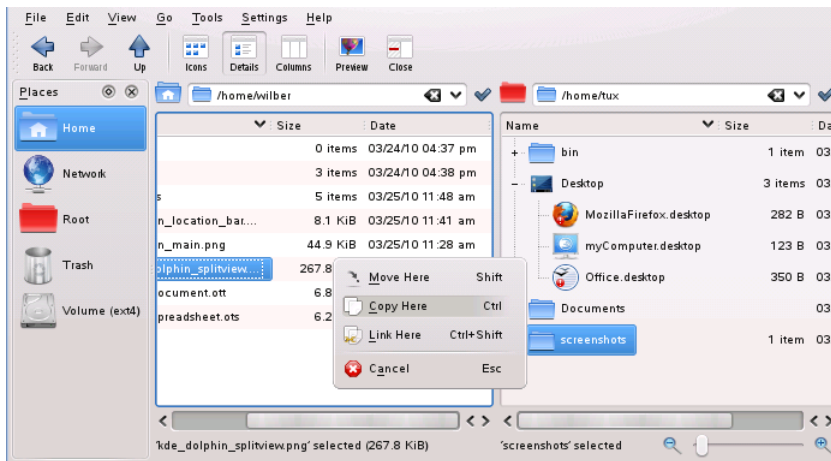 File Edit View Go Tools Settings Help
Back Forward Up Icons Details Columns Preview Close
Places
Home
Network
Root
Trash
Volume (ext4)
/home/wilber
Size Date
0 items 03/24/10 04:37 pm
3 items 03/24/10 04:38 pm
s 5 items 03/25/10 11:48 am
n_location_bar.... 8.1 KiB 03/25/10 11:41 am
n_main.png 44.9 KiB 03/25/10 11:28 am
olphin_splitview.... 267.8
ocument.ott 6.8
preadsheet.ots 6.2
Move Here Shift
Copy Here Ctrl
Link Here Ctrl+Shift
Cancel Esc
'kde_dolphin_splitview.png' selected (267.8 KiB)
/home/tux
Name Size Da
bin 1 item 03
Desktop 3 items 03
MozillaFirefox.desktop 282 B 03
myComputer.desktop 123 B 03
Office.desktop 350 B 03
Documents 03
screenshots 1 item 03
'screenshots' selected